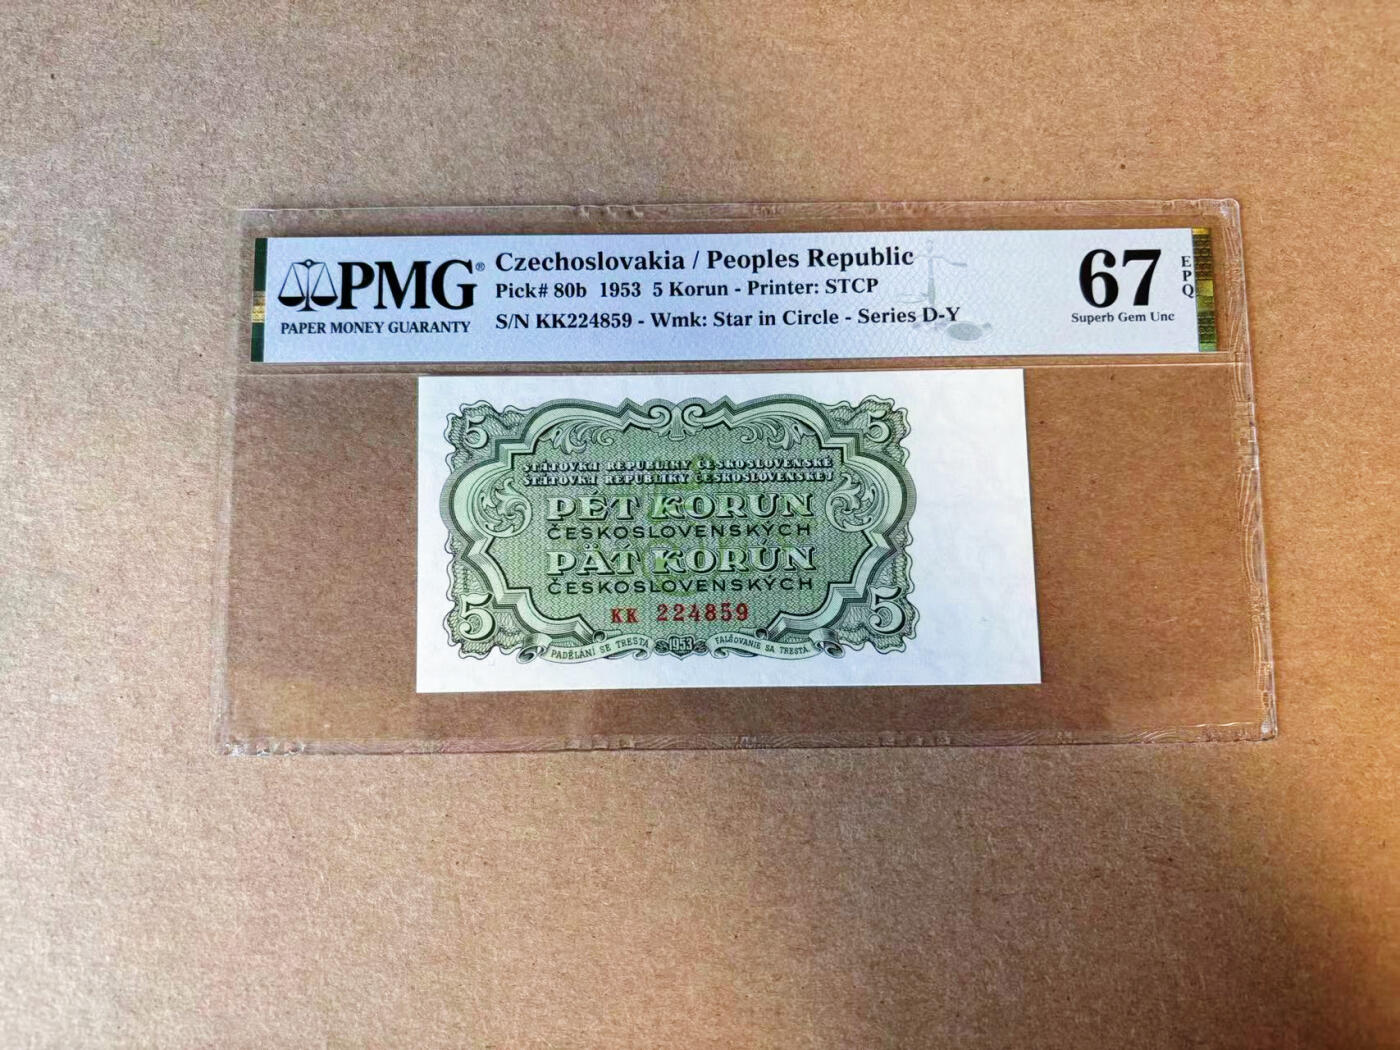 PMG®
PAPER MONEY GUARANTY
Czechoslovakia / Peoples Republic
Pick# 80b 1953 5 Korun - Printer: STCP
S/N KK224859 - Wmk: Star in Circle - Series D-Y
67
EPQ
Superb Gem Unc
5 5
STÁTOVKA REPUBLIKY ČESKOSLOVENSKÉ
ŠTÁTOVKA REPUBLIKY ČESKOSLOVENSKEJ
PĚT KORUN
ČESKOSLOVENSKÝCH
PÄŤ KORÚN
ČESKOSLOVENSKÝCH
KK 224859
5 5
PADĚLÁNÍ SE TRESTÁ 1953 FALŠOVANIE SA TRESTÁ